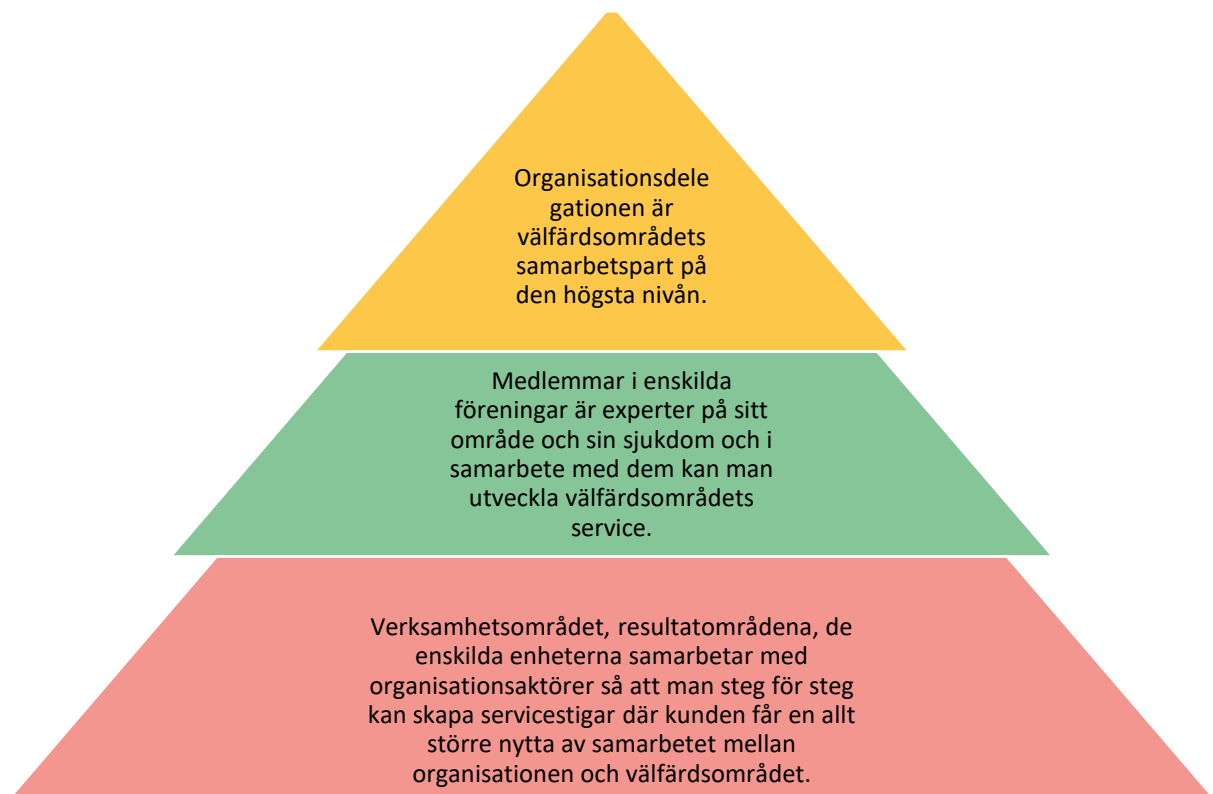 Organisationsdele
gationen är
välfärdsområdets
samarbetspart på
den högsta nivån.
Medlemmar i enskilda
föreningar är experter på sitt
område och sin sjukdom och i
samarbete med dem kan man
utveckla välfärdsområdets
service.
Verksamhetsområdet, resultatområdena, de
enskilda enheterna samarbetar med
organisationsaktörer så att man steg för steg
kan skapa servicestigar där kunden får en allt
större nytta av samarbetet mellan
organisationen och välfärdsområdet.